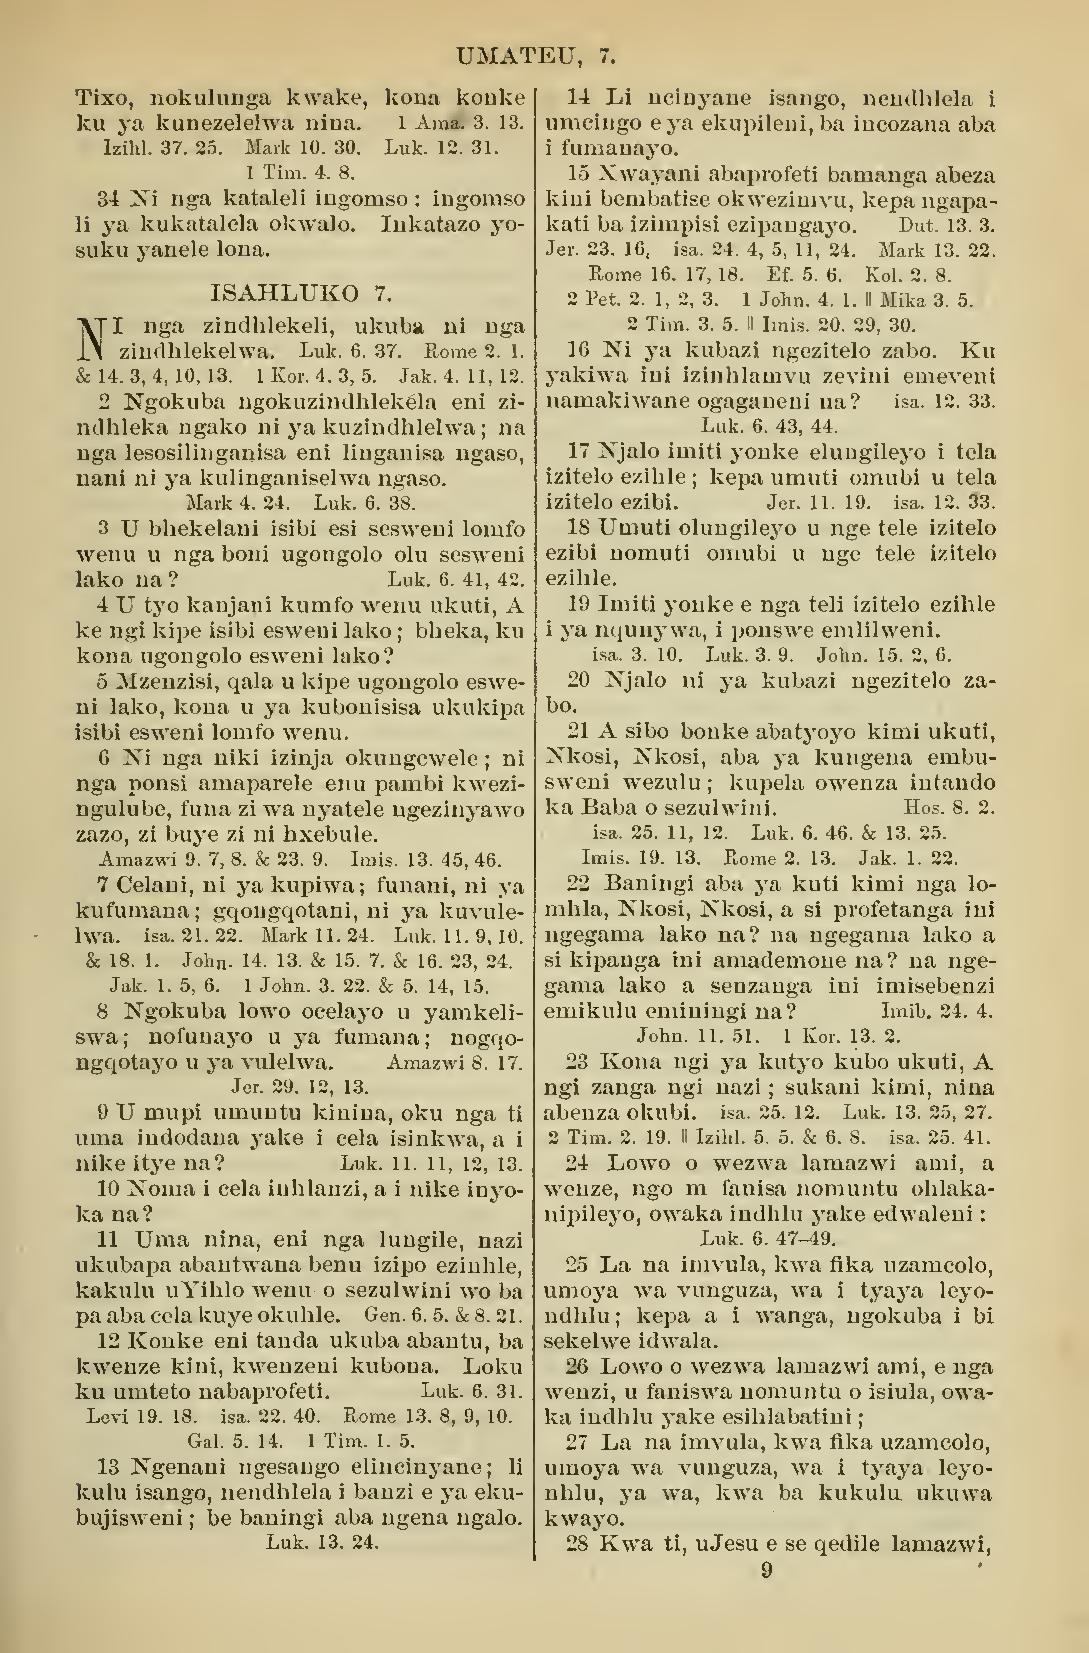 UMATEU, 7.
Tixo, nokulunga kwake, kona konke
ku ya kunezelelwa nina. 1 Ama. 3. 13.
Izihl. 37. 25. Mark 10. 30. Luk. 12. 31.
1 Tim. 4. 8.
34 Ni nga kataleli ingomso : ingomso
li ya kukatalela okwalo. Inkatazo yo-
suku yanele lona.
ISAHLUKO 7.
NI nga zindhlekeli, ukuba ni nga
zindhlekelwa. Luk. 6. 37. Rome 2. 1.
& 14. 3, 4, 10, 13. 1 Kor. 4. 3, 5. Jak. 4. 11, 12.
2 Ngokuba ngokuzindhlekela eni zi-
ndhleka ngako ni ya kuzindhlelwa ; na
nga lesosilinganisa eni linganisa ngaso,
nani ni ya kulinganiselwa ngaso.
Mark 4. 24. Luk. 6. 38.
3 U bhekelani isibi esi sesweni lomfo
wenu u nga boni ugongolo olu sesweni
lako na? Luk. 6. 41, 42.
4 U tyo kanjani kumfo wenu ukuti, A
ke ngi kipe isibi esweni lako ; bheka, ku
kona ugongolo esweni lako?
5 Mzenzisi, qala u kipe ugongolo eswe-
ni lako, kona u ya kubonisisa ukukipa
isibi esweni lomfo wenu.
6 Ni nga niki izinja okungcwele ; ni
nga ponsi amaparele enu pambi kwezi-
ngulube, funa zi wa nyatele ngezinyawo
zazo, zi buye zi ni hxebule.
Amazwi 9. 7, 8. & 23. 9. Imis. 13. 45, 46.
7 Celani, ni ya kupiwa ; funani, ni ya
kufumana ; gqongqotani, ni ya kuvule-
lwa. isa. 21. 22. Mark 11. 24. Luk. 11. 9, 10.
& 18. 1. John. 14. 13. & 15. 7. & 16. 23, 24.
Jak. 1. 5, 6. 1 John. 3. 22. & 5. 14, 15.
8 Ngokuba lowo ocelayo u yamkeli-
swa ; nofunayo u ya fumana ; nogqo-
ngqotayo u ya vulelwa. Amazwi 8. 17.
Jer. 29. 12, 13.
9 U mupi umuntu kinina, oku nga ti
uma indodana yake i cela isinkwa, a i
nike itye na? Luk. 11. 11, 12, 13.
10 Noma i cela inhlanzi, a i nike inyo-
ka na?
11 Uma nina, eni nga lungile, nazi
ukubapa abantwana benu izipo ezinhle,
kakulu uYihlo wenu o sezulwini wo ba
pa aba cela kuye okuhle. Gen. 6. 5. & 8. 21.
12 Konke eni tanda ukuba abantu, ba
kwenze kini, kwenzeni kubona. Loku
ku umteto nabaprofeti. Luk. 6. 31.
Levi 19. 18. isa. 22. 40. Rome 13. 8, 9, 10.
Gal. 5. 14. 1 Tim. 1. 5.
13 Ngenani ngesango elincinyane ; li
kulu isango, nendhlela i banzi e ya eku-
bujisweni ; be baningi aba ngena ngalo.
Luk. 13. 24.
14 Li ncinyane isango, nendhlela i
umcingo e ya ekupileni, ba incozana aba
i fumanayo.
15 Xwayani abaprofeti bamanga abeza
kini bembatise okwezimvu, kepa ngapa-
kati ba izimpisi ezipangayo. Dut. 13. 3.
Jer. 23. 16, isa. 24. 4, 5, 11, 24. Mark 13. 22.
Rome 16. 17, 18. Ef. 5. 6. Kol. 2. 8.
2 Pet. 2. 1, 2, 3. 1 John. 4. 1. ‖ Mika 3. 5.
2 Tim. 3. 5. ‖ Imis. 20. 29, 30.
16 Ni ya kubazi ngezitelo zabo. Ku
yakiwa ini izinhlamvu zevini emeveni
namakiwane ogaganeni na? isa. 12. 33.
Luk. 6. 43, 44.
17 Njalo imiti yonke elungileyo i tela
izitelo ezihle ; kepa umuti omubi u tela
izitelo ezibi. Jer. 11. 19. isa. 12. 33.
18 Umuti olungileyo u nge tele izitelo
ezibi nomuti omubi u nge tele izitelo
ezihle.
19 Imiti yonke e nga teli izitelo ezihle
i ya nqunywa, i ponswe emlilweni.
isa. 3. 10. Luk. 3. 9. John. 15. 2, 6.
20 Njalo ni ya kubazi ngezitelo za-
bo.
21 A sibo bonke abatyoyo kimi ukuti,
Nkosi, Nkosi, aba ya kungena embu-
sweni wezulu ; kupela owenza intando
ka Baba o sezulwini. Hos. 8. 2.
isa. 25. 11, 12. Luk. 6. 46. & 13. 25.
Imis. 19. 13. Rome 2. 13. Jak. 1. 22.
22 Baningi aba ya kuti kimi nga lo-
mhla, Nkosi, Nkosi, a si profetanga ini
ngegama lako na? na ngegama lako a
si kipanga ini amademone na? na nge-
gama lako a senzanga ini imisebenzi
emikulu eminingi na? Imib. 24. 4.
John. 11. 51. 1 Kor. 13. 2.
23 Kona ngi ya kutyo kubo ukuti, A
ngi zanga ngi nazi ; sukani kimi, nina
abenza okubi. isa. 25. 12. Luk. 13. 25, 27.
2 Tim. 2. 19. ‖ Izihl. 5. 5. & 6. 8. isa. 25. 41.
24 Lowo o wezwa lamazwi ami, a
wenze, ngo m fanisa nomuntu ohlaka-
nipileyo, owaka indhlu yake edwaleni :
Luk. 6. 47–49.
25 La na imvula, kwa fika uzamcolo,
umoya wa vunguza, wa i tyaya leyo-
ndhlu ; kepa a i wanga, ngokuba i bi
sekelwe idwala.
26 Lowo o wezwa lamazwi ami, e nga
wenzi, u faniswa nomuntu o isiula, owa-
ka indhlu yake esihlabatini ;
27 La na imvula, kwa fika uzamcolo,
umoya wa vunguza, wa i tyaya leyo-
nhlu, ya wa, kwa ba kukulu ukuwa
kwayo.
28 Kwa ti, uJesu e se qedile lamazwi,
9